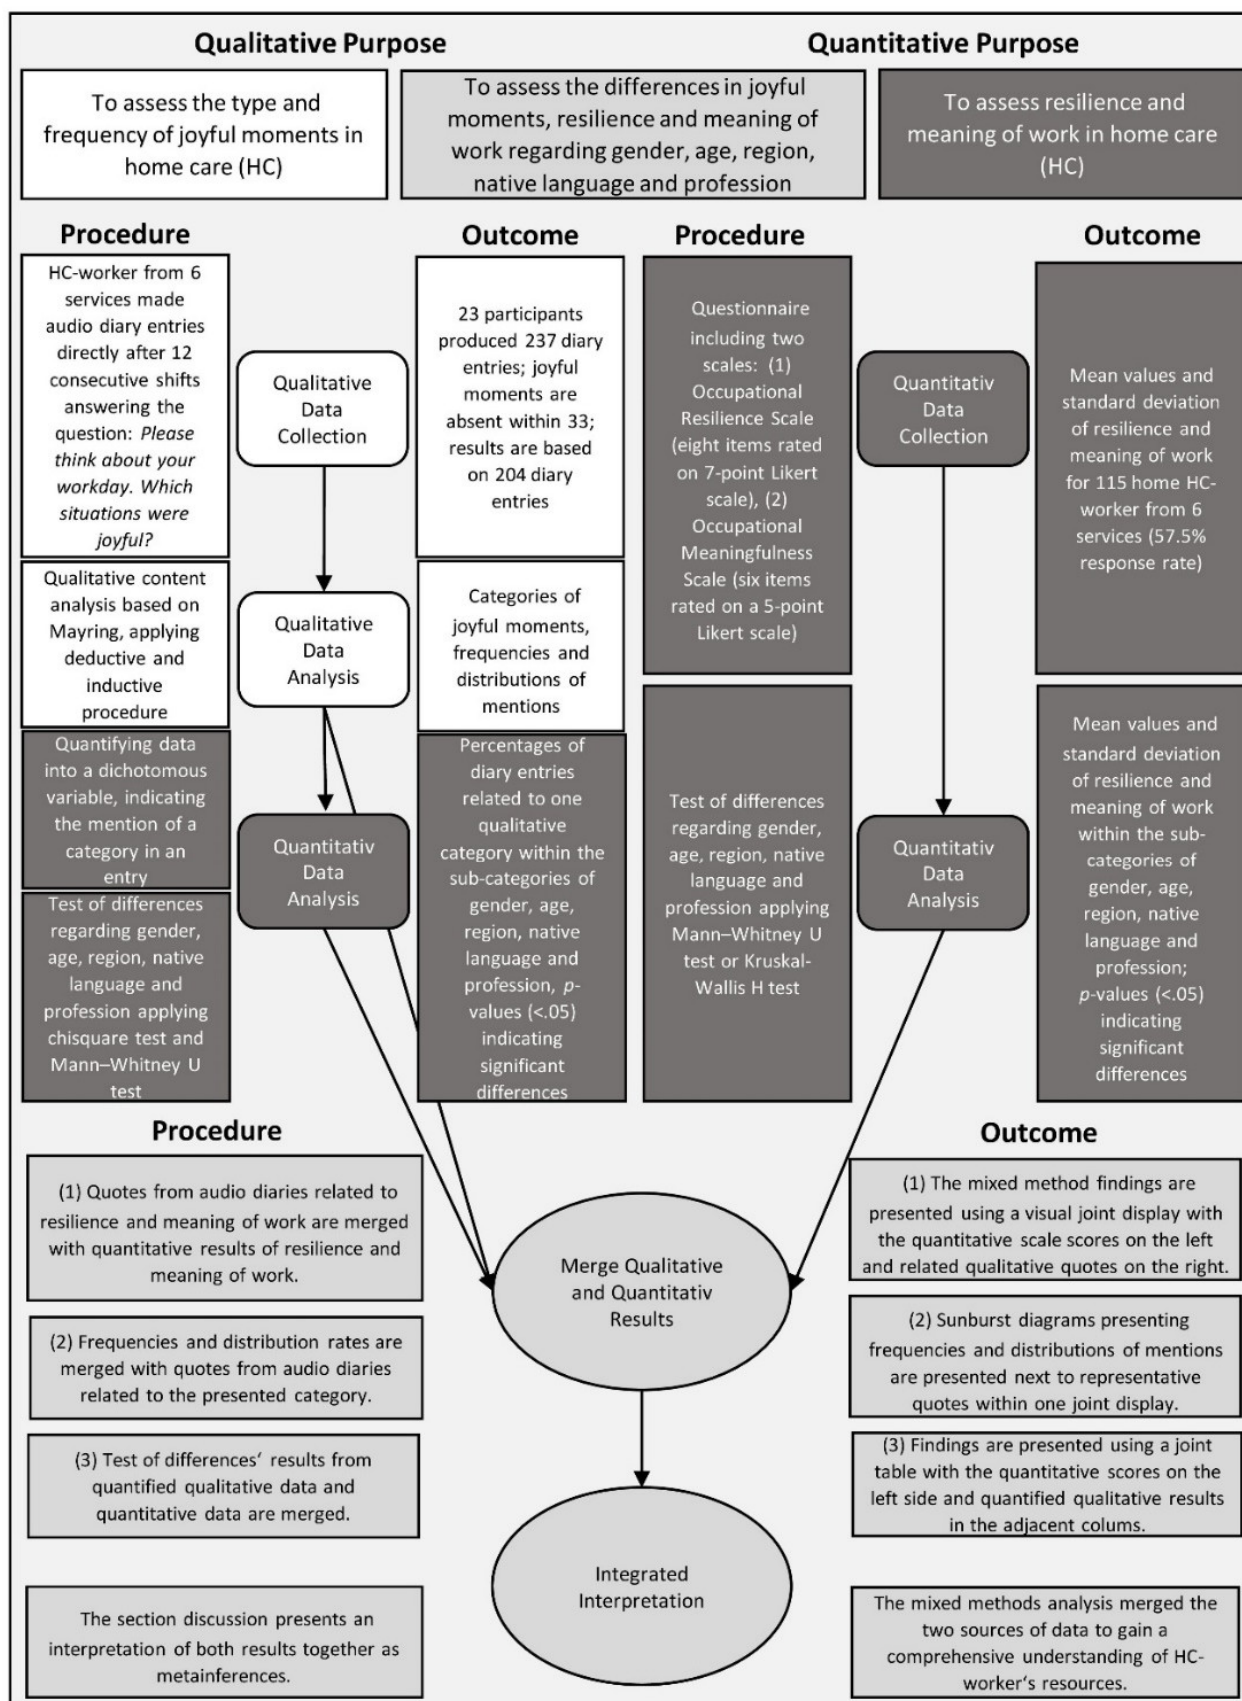 Qualitative Purpose
Quantitative Purpose
To assess the type and
frequency of joyful moments in
home care (HC)
To assess the differences in joyful
moments, resilience and meaning of
work regarding gender, age, region,
native language and profession
To assess resilience and
meaning of work in home care
(HC)
Procedure
HC-worker from 6
services made
audio diary entries
directly after 12
consecutive shifts
answering the
question: Please
think about your
workday. Which
situations were
joyful?
Qualitative content
analysis based on
Mayring, applying
deductive and
inductive
procedure
Quantifying data
into a dichotomous
variable, indicating
the mention of a
category in an
entry
Test of differences
regarding gender,
age, region, native
language and
profession applying
chisquare test and
Mann–Whitney U
test
Qualitative
Data
Collection
Qualitative
Data
Analysis
Quantitativ
Data
Analysis
Outcome
23 participants
produced 237 diary
entries; joyful
moments are
absent within 33;
results are based
on 204 diary
entries
Categories of
joyful moments,
frequencies and
distributions of
mentions
Percentages of
diary entries
related to one
qualitative
category within the
sub-categories of
gender, age,
region, native
language and
profession, p-
values (<.05)
indicating
significant
differences
Procedure
Questionnaire
including two
scales: (1)
Occupational
Resilience Scale
(eight items rated
on 7-point Likert
scale), (2)
Occupational
Meaningfulness
Scale (six items
rated on a 5-point
Likert scale)
Test of differences
regarding gender,
age, region, native
language and
profession applying
Mann–Whitney U
test or Kruskal-
Wallis H test
Quantitativ
Data
Collection
Quantitativ
Data
Analysis
Outcome
Mean values and
standard deviation
of resilience and
meaning of work
for 115 home HC-
worker from 6
services (57.5%
response rate)
Mean values and
standard deviation
of resilience and
meaning of work
within the sub-
categories of
gender, age,
region, native
language and
profession;
p-values (<.05)
indicating
significant
differences
Procedure
(1) Quotes from audio diaries related to
resilience and meaning of work are merged
with quantitative results of resilience and
meaning of work.
(2) Frequencies and distribution rates are
merged with quotes from audio diaries
related to the presented category.
(3) Test of differences‘ results from
quantified qualitative data and
quantitative data are merged.
The section discussion presents an
interpretation of both results together as
metainferences.
Merge Qualitative
and Quantitativ
Results
Integrated
Interpretation
Outcome
(1) The mixed method findings are
presented using a visual joint display with
the quantitative scale scores on the left
and related qualitative quotes on the right.
(2) Sunburst diagrams presenting
frequencies and distributions of mentions
are presented next to representative
quotes within one joint display.
(3) Findings are presented using a joint
table with the quantitative scores on the
left side and quantified qualitative results
in the adjacent colums.
The mixed methods analysis merged the
two sources of data to gain a
comprehensive understanding of HC-
worker‘s resources.